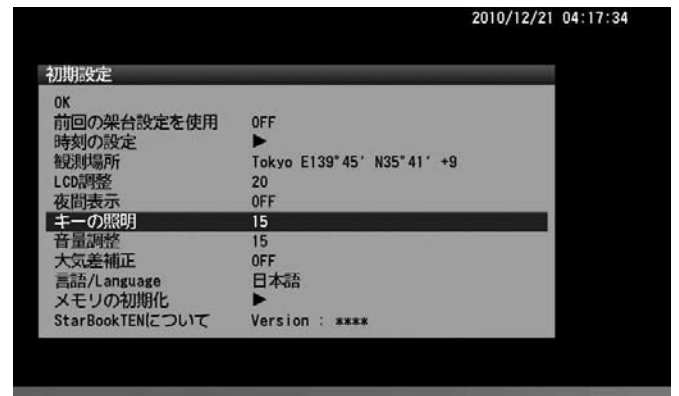 2010/12/21 04:17:34
初期設定
OK
前回の架台設定を使用 OFF
時刻の設定 ▶
観測場所 Tokyo E139°45′ N35°41′ +9
LCD調整 20
夜間表示 OFF
キーの照明 15
音量調整 15
大気差補正 OFF
言語/Language 日本語
メモリの初期化 ▶
StarBookTENについて Version : ****